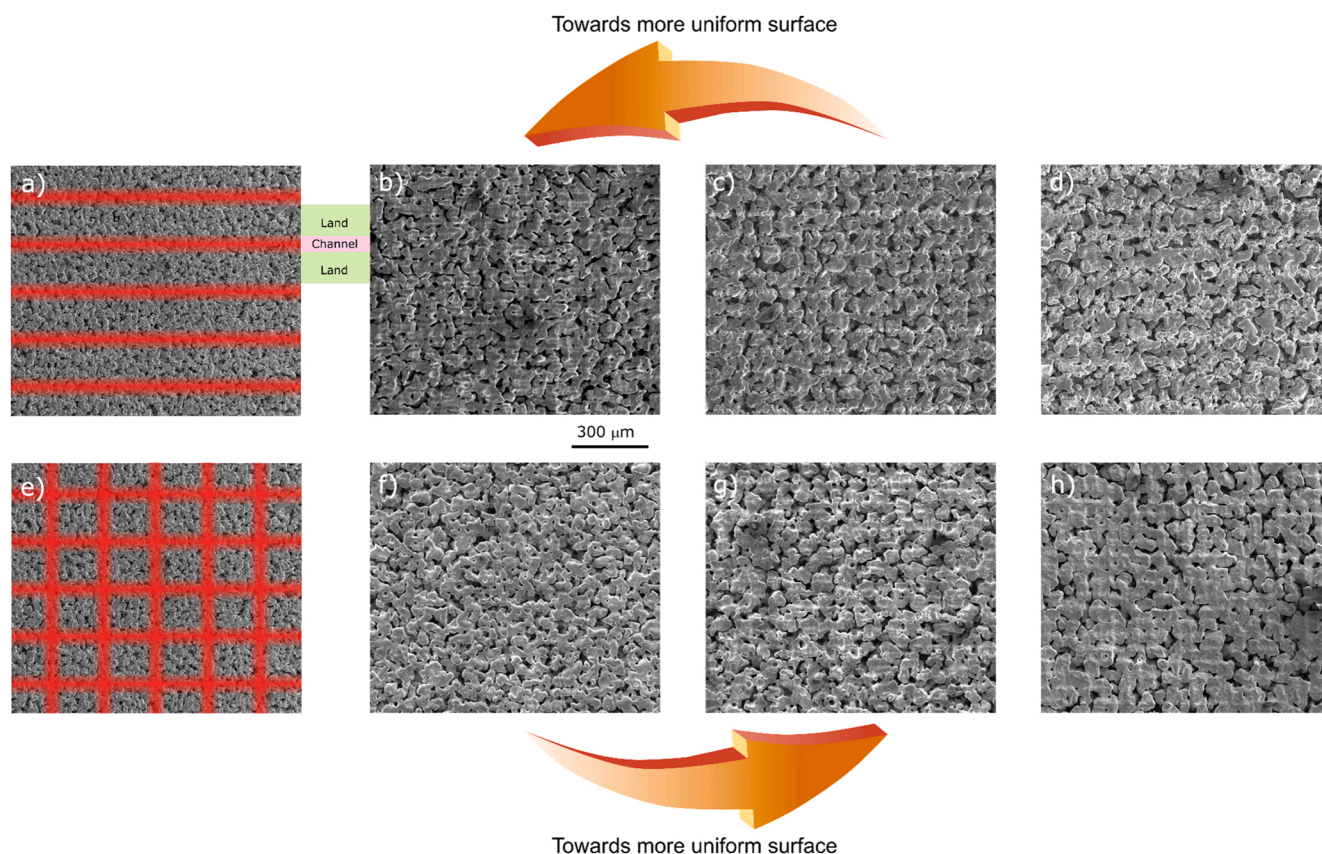 Towards more uniform surface
a)
b)
c)
d)
Land
Channel
Land
300 μm
e)
f)
g)
h)
Towards more uniform surface